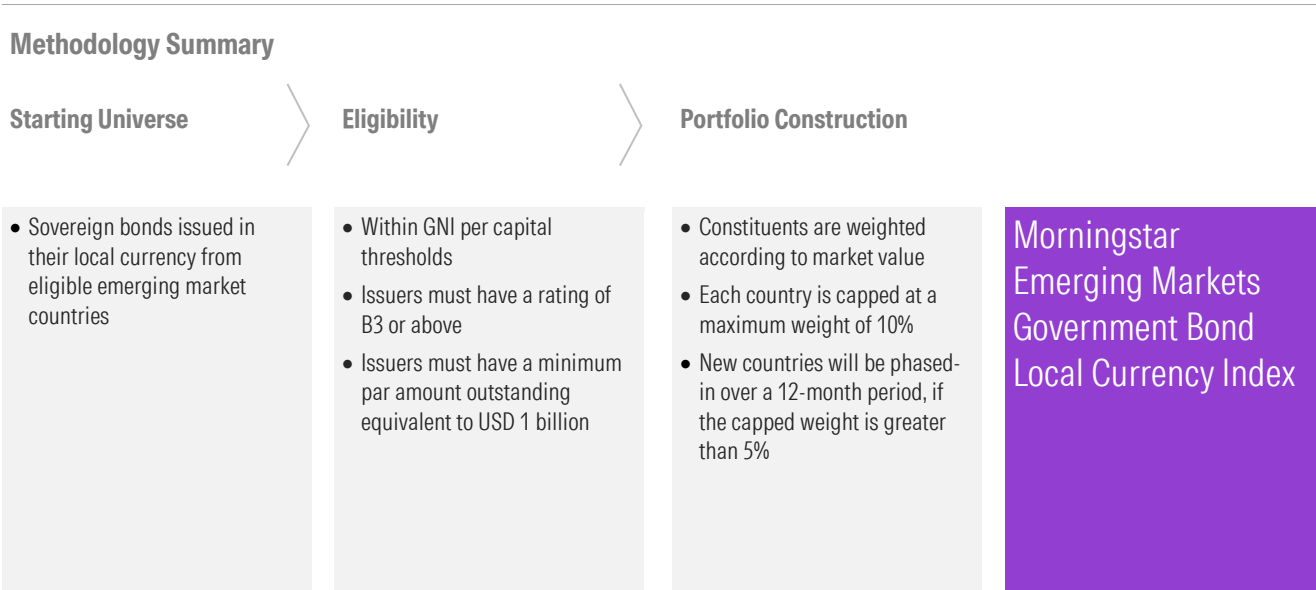 Methodology Summary
Starting Universe
Eligibility
Portfolio Construction
• Sovereign bonds issued in
their local currency from
eligible emerging market
countries
• Within GNI per capital
thresholds
• Issuers must have a rating of
B3 or above
• Issuers must have a minimum
par amount outstanding
equivalent to USD 1 billion
• Constituents are weighted
according to market value
• Each country is capped at a
maximum weight of 10%
• New countries will be phased-
in over a 12-month period, if
the capped weight is greater
than 5%
Morningstar
Emerging Markets
Government Bond
Local Currency Index